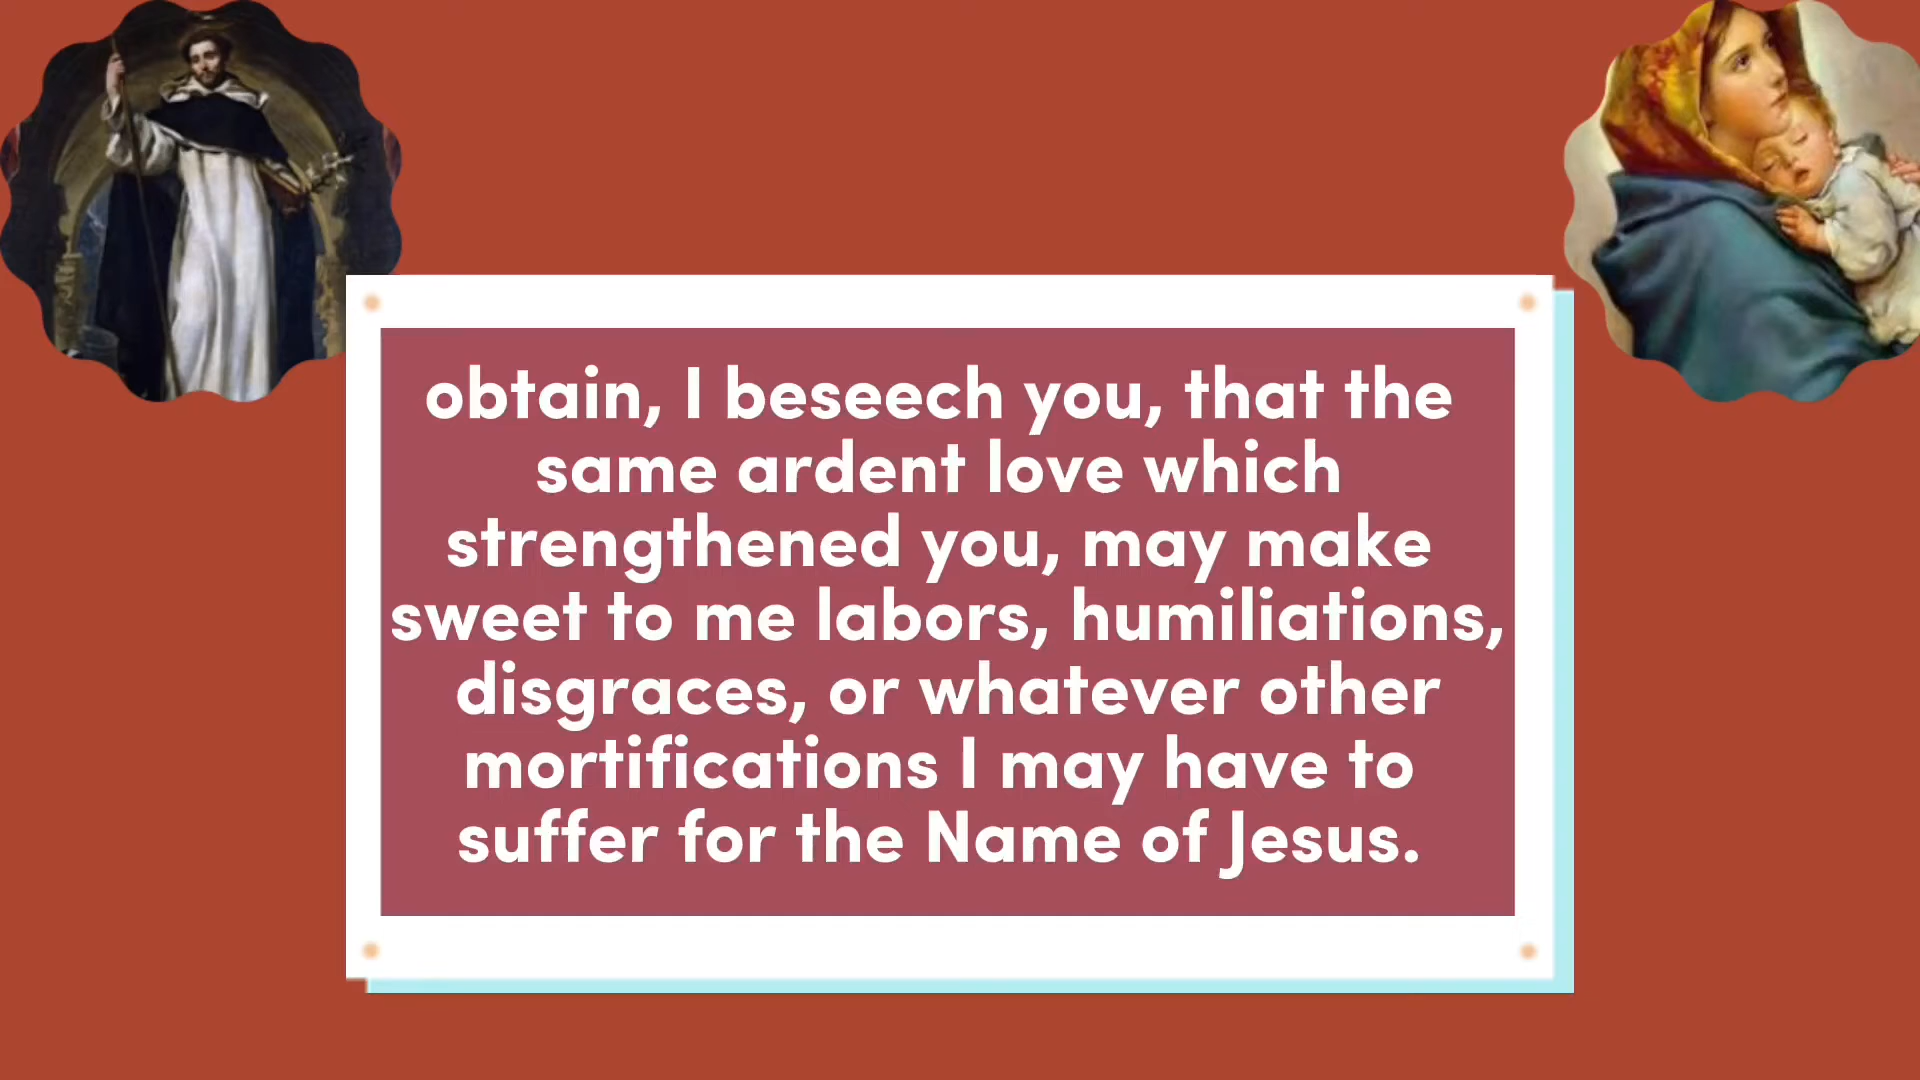 obtain, I beseech you, that the
same ardent love which
strengthened you, may make
sweet to me labors, humiliations,
disgraces, or whatever other
mortifications I may have to
suffer for the Name of Jesus.